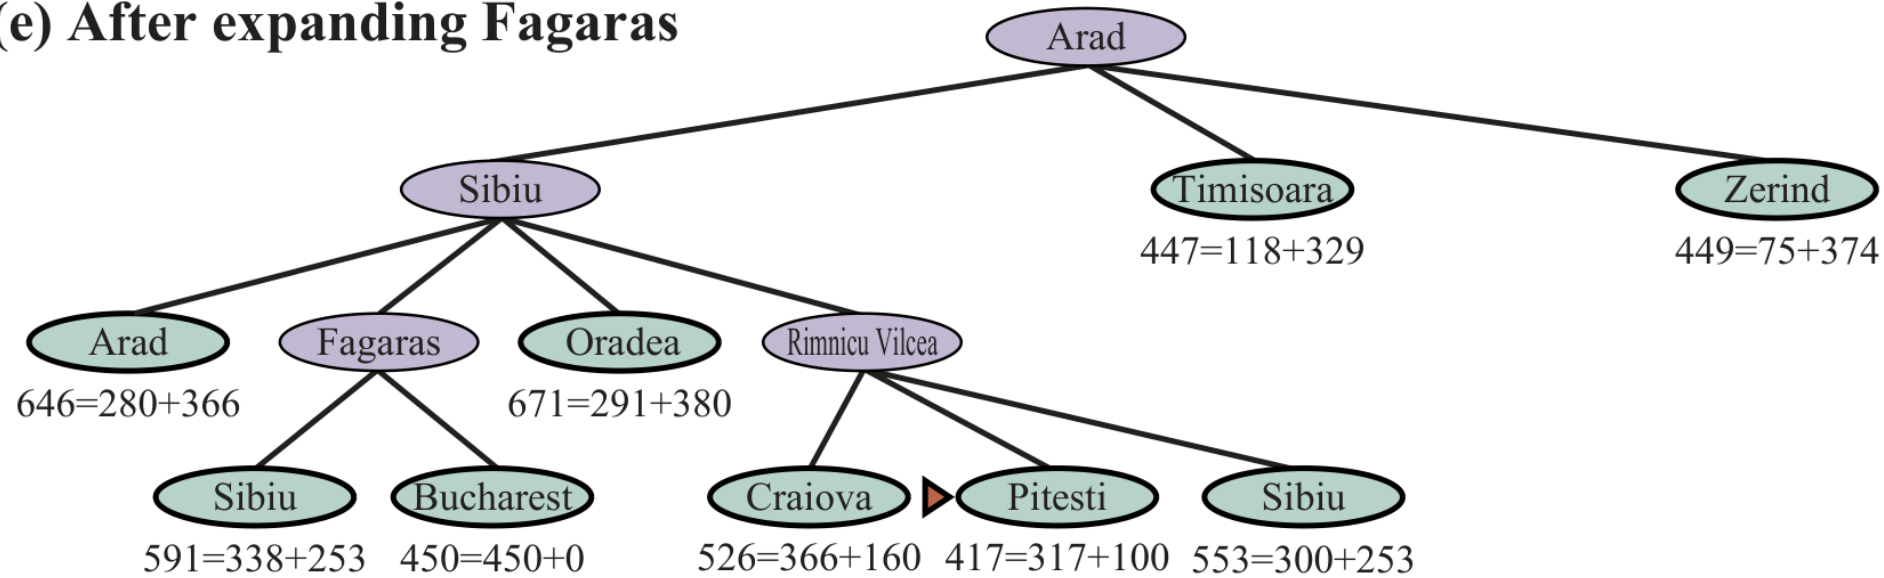 (e) After expanding Fagaras
Arad
Sibiu
Timisoara
Zerind
447=118+329
449=75+374
Arad
Fagaras
Oradea
Rimnicu Vilcea
646=280+366
671=291+380
Sibiu
Bucharest
Craiova
Pitesti
Sibiu
591=338+253
450=450+0
526=366+160
417=317+100
553=300+253